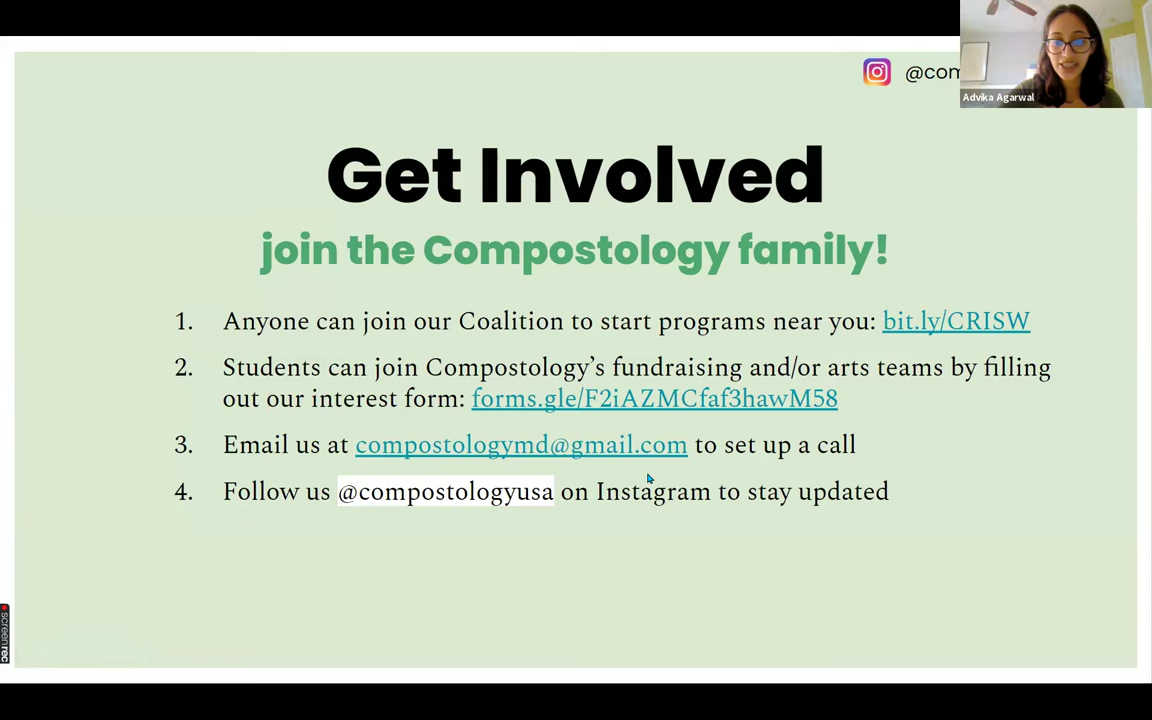 @com
Advika Agarwal
Get Involved
join the Compostology family!
1. Anyone can join our Coalition to start programs near you: bit.ly/CRISW
2. Students can join Compostology’s fundraising and/or arts teams by filling
out our interest form: forms.gle/F2iAZMCfaf3hawM58
3. Email us at compostologymd@gmail.com to set up a call
4. Follow us @compostologyusa on Instagram to stay updated
screenrec